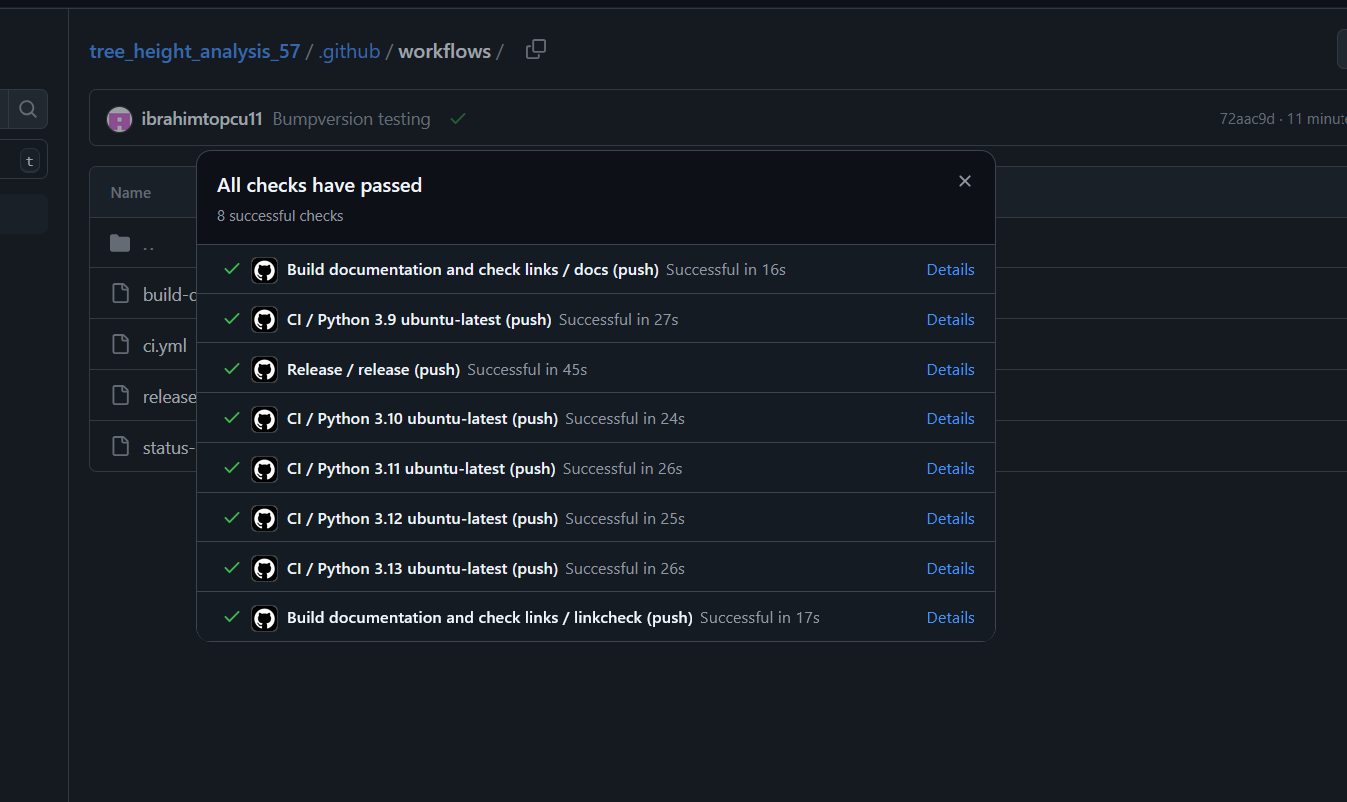 tree_height_analysis_57 / .github / workflows /
ibrahimtopcu11 Bumpversion testing
72aac9d · 11
t
All checks have passed
8 successful checks
Name
..
Build documentation and check links / docs (push) Successful in 16s Details
CI / Python 3.9 ubuntu-latest (push) Successful in 27s Details
ci.yml
Release / release (push) Successful in 45s Details
release
CI / Python 3.10 ubuntu-latest (push) Successful in 24s Details
status-
CI / Python 3.11 ubuntu-latest (push) Successful in 26s Details
CI / Python 3.12 ubuntu-latest (push) Successful in 25s Details
CI / Python 3.13 ubuntu-latest (push) Successful in 26s Details
Build documentation and check links / linkcheck (push) Successful in 17s Details